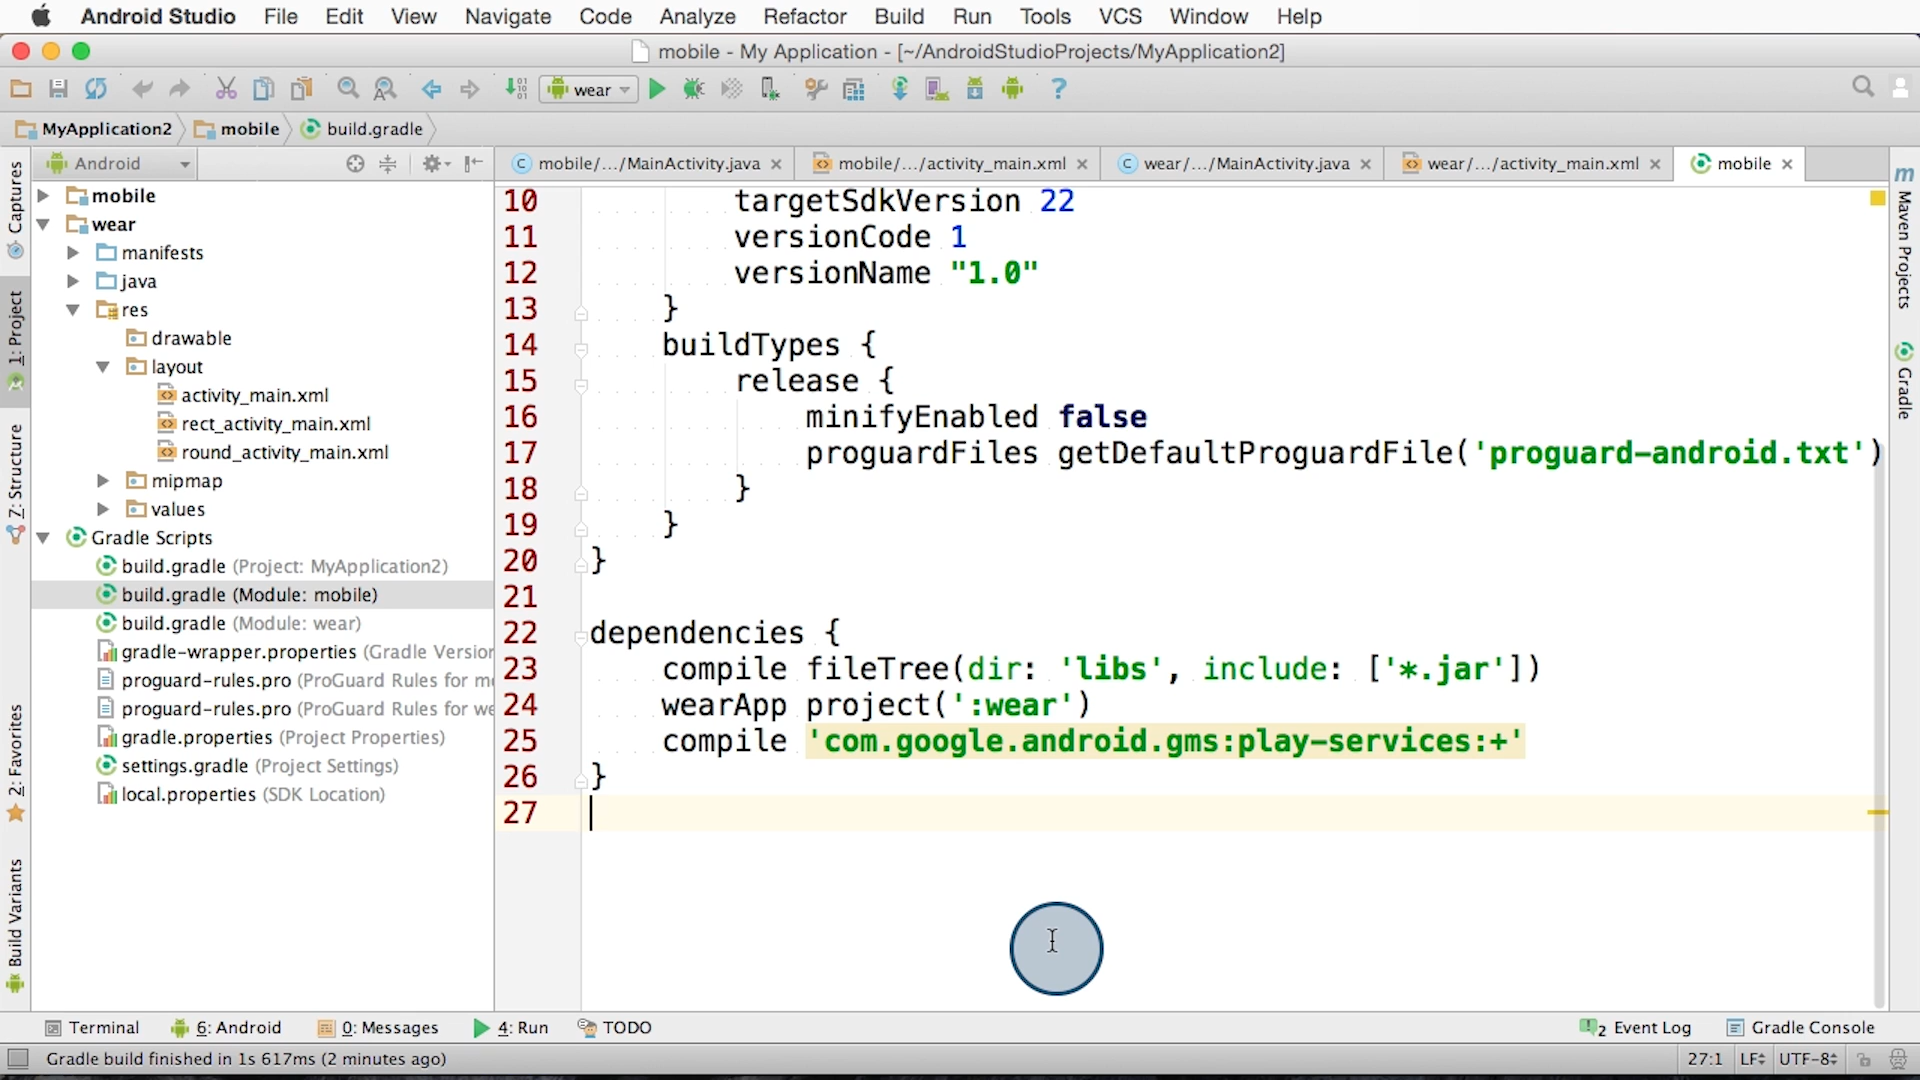 Android Studio File Edit View Navigate Code Analyze Refactor Build Run Tools VCS Window Help
mobile - My Application - [~/AndroidStudioProjects/MyApplication2]
wear
?
MyApplication2 mobile build.gradle
Android
mobile/.../MainActivity.java mobile/.../activity_main.xml wear/.../MainActivity.java wear/.../activity_main.xml mobile
Captures
1: Project
Z: Structure
2: Favorites
Build Variants
mobile
wear
manifests
java
res
drawable
layout
activity_main.xml
rect_activity_main.xml
round_activity_main.xml
mipmap
values
Gradle Scripts
build.gradle (Project: MyApplication2)
build.gradle (Module: mobile)
build.gradle (Module: wear)
gradle-wrapper.properties (Gradle Version
proguard-rules.pro (ProGuard Rules for m
proguard-rules.pro (ProGuard Rules for we
gradle.properties (Project Properties)
settings.gradle (Project Settings)
local.properties (SDK Location)
10 targetSdkVersion 22
11 versionCode 1
12 versionName "1.0"
13 }
14 buildTypes {
15 release {
16 minifyEnabled false
17 proguardFiles getDefaultProguardFile('proguard-android.txt')
18 }
19 }
20 }
21
22 dependencies {
23 compile fileTree(dir: 'libs', include: ['*.jar'])
24 wearApp project(':wear')
25 compile 'com.google.android.gms:play-services:+'
26 }
27
m Maven Projects
Gradle
Terminal 6: Android 0: Messages 4: Run TODO 2 Event Log Gradle Console
Gradle build finished in 1s 617ms (2 minutes ago) 27:1 LF UTF-8